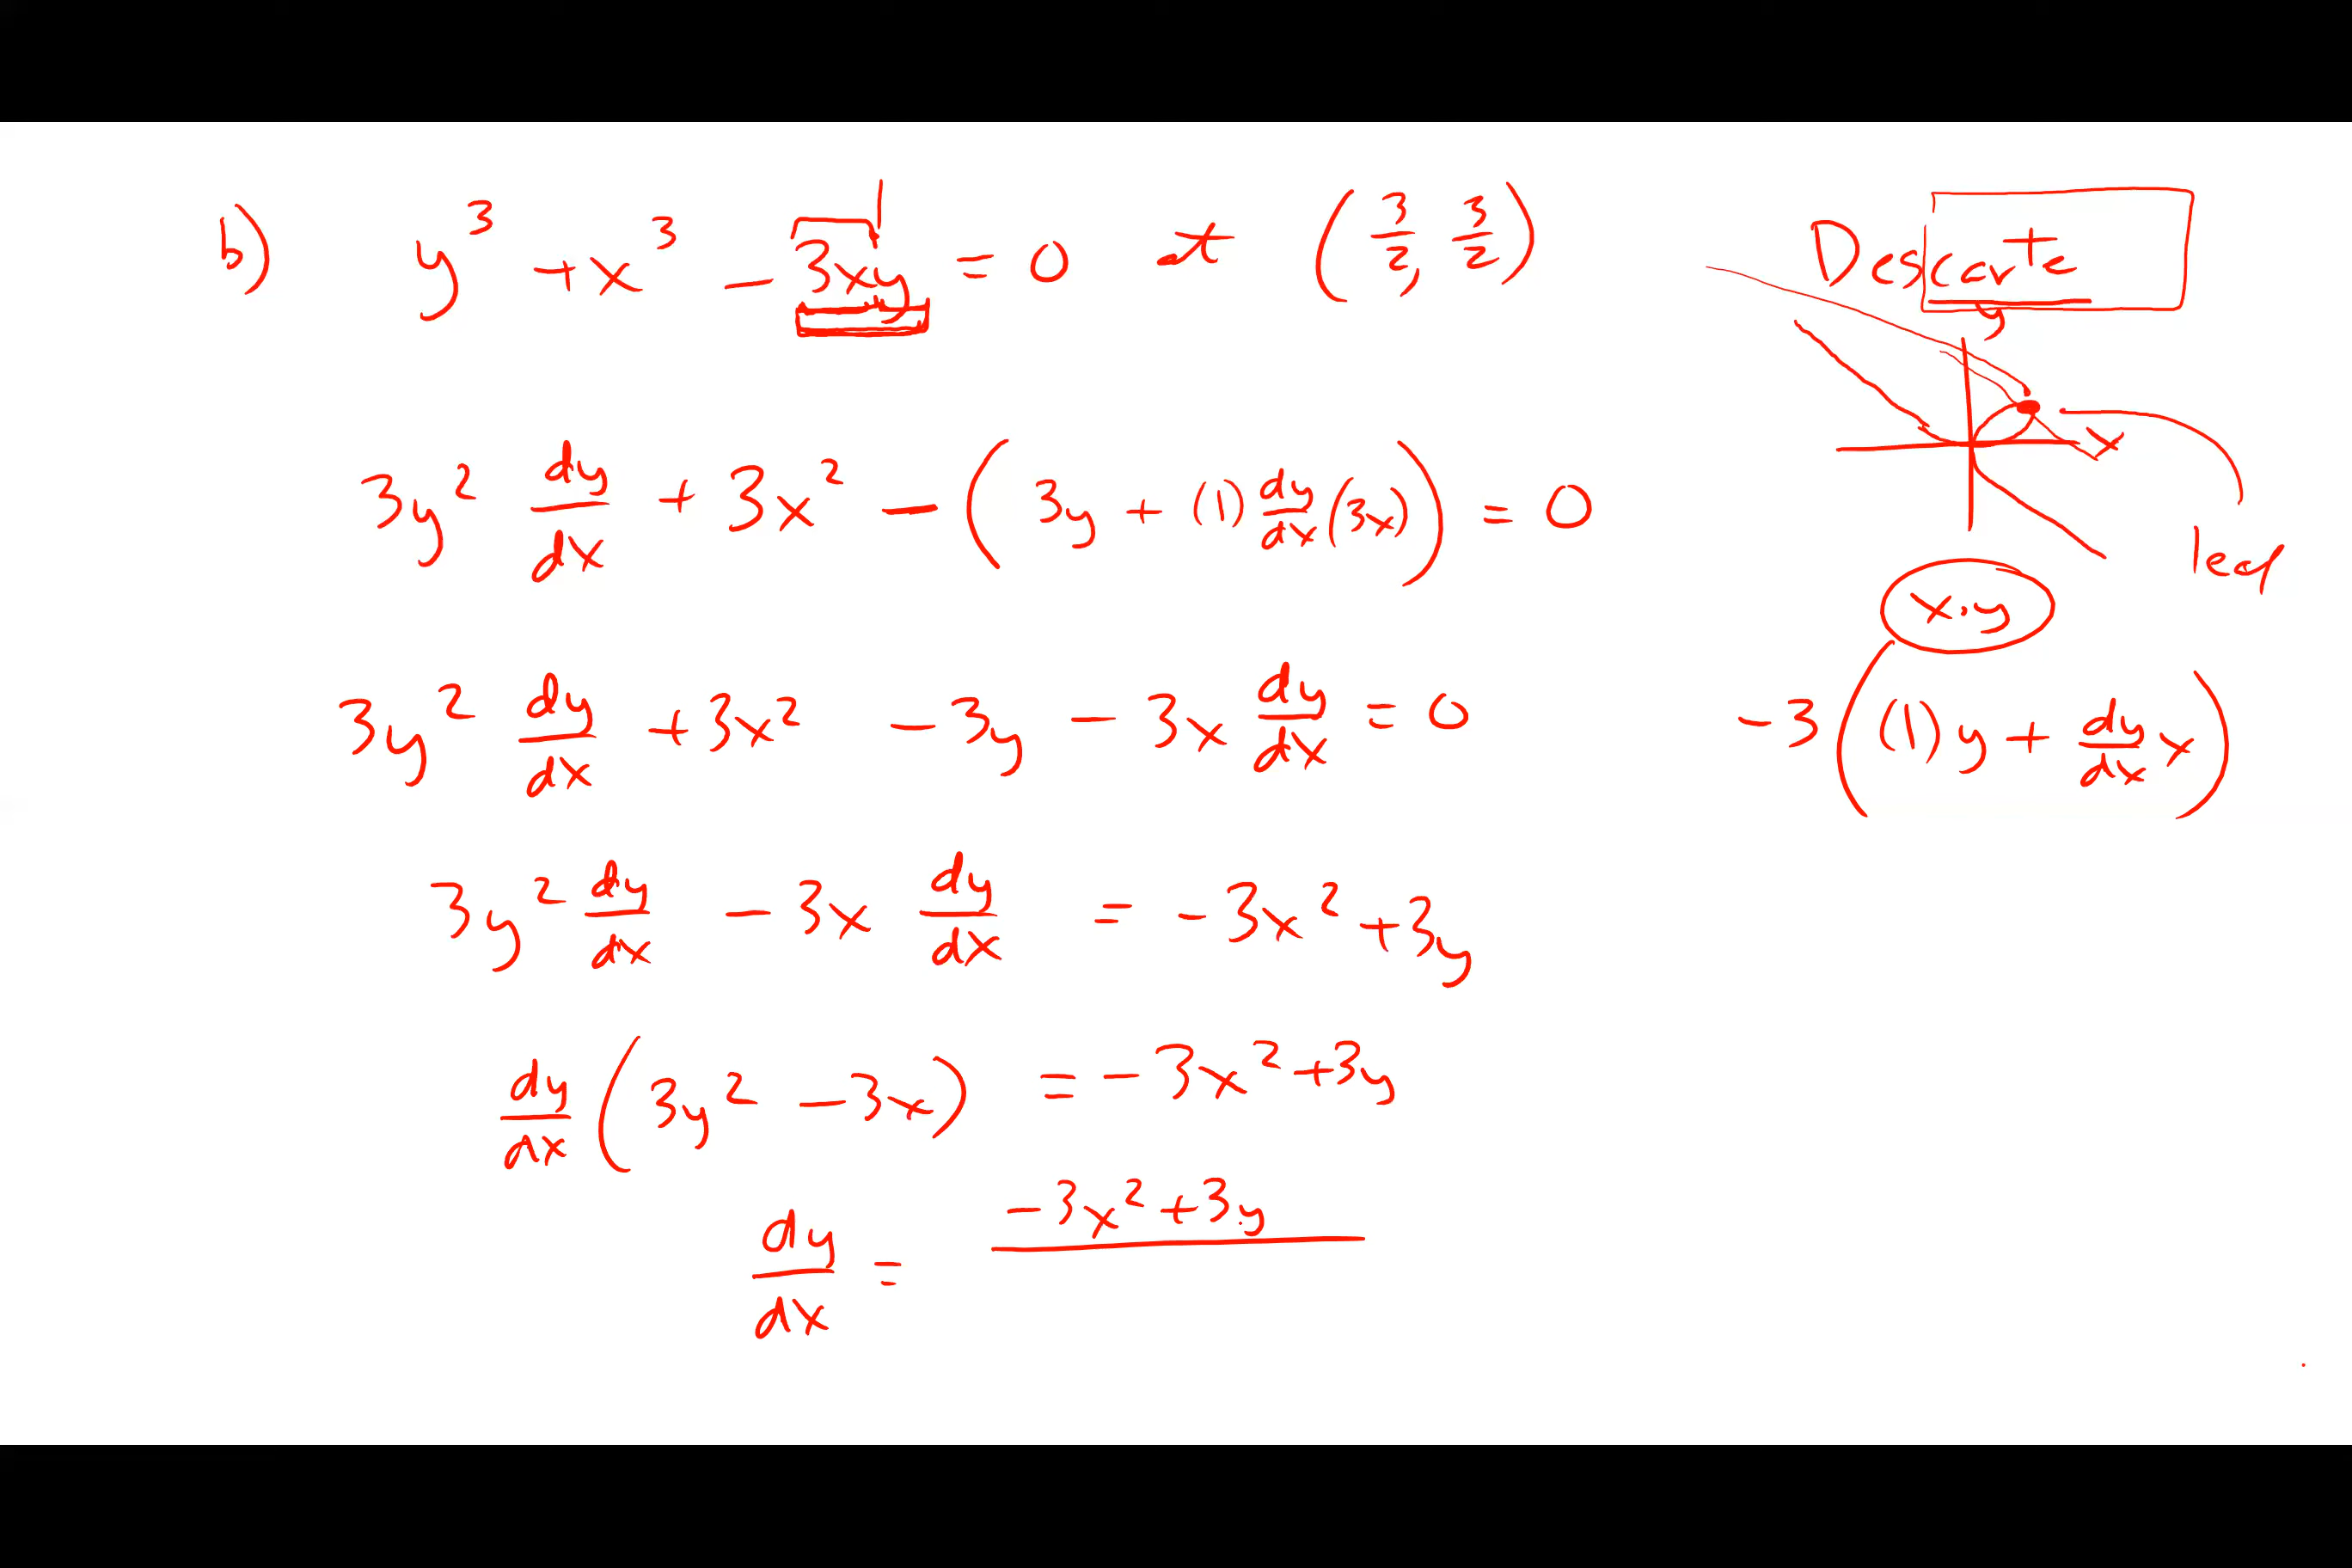 b) y³ + x³ - 3xy = 0 at (3/2, 3/2)
Descarte
y
x
leaf
3y² dy/dx + 3x² - (3y + (1) dy/dx (3x)) = 0
x·y
3y² dy/dx + 3x² - 3y - 3x dy/dx = 0
-3((1)y + dy/dx x)
3y² dy/dx - 3x dy/dx = -3x² + 3y
dy/dx (3y² - 3x) = -3x² + 3y
dy/dx = -3x² + 3y